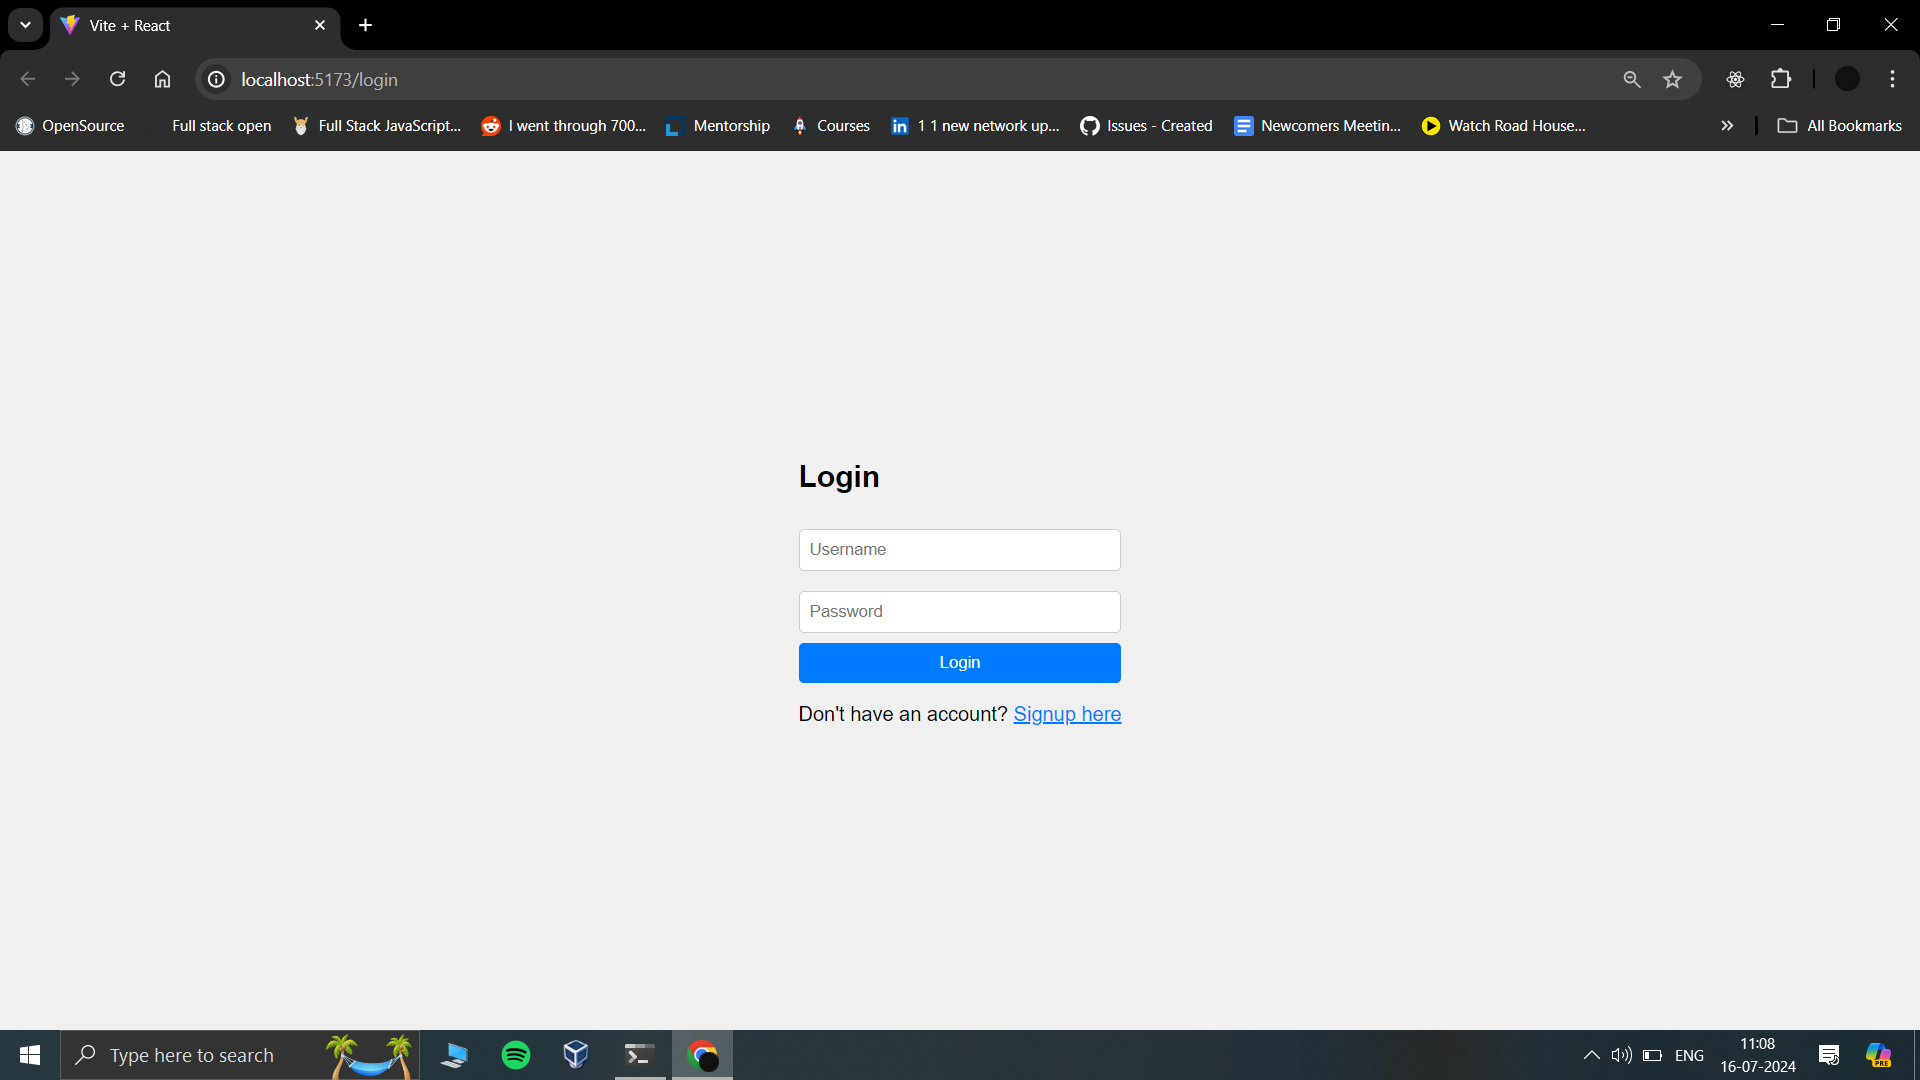 Vite + React
localhost:5173/login
OpenSource
Full stack open
Full Stack JavaScript...
I went through 700...
Mentorship
Courses
in 1 1 new network up...
Issues - Created
Newcomers Meetin...
Watch Road House...
All Bookmarks
Login
Username
Password
Login
Don't have an account? Signup here
Type here to search
ENG
11:08
16-07-2024
PRE